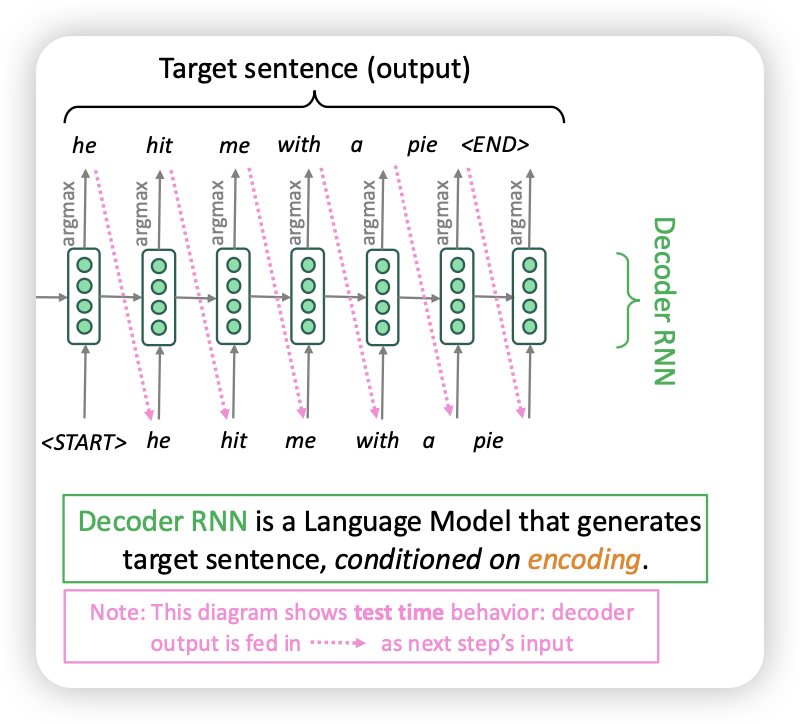 Target sentence (output)
he hit me with a pie <END>
argmax argmax argmax argmax argmax argmax argmax
Decoder RNN
<START> he hit me with a pie
Decoder RNN is a Language Model that generates
target sentence, conditioned on encoding.
Note: This diagram shows test time behavior: decoder
output is fed in as next step's input